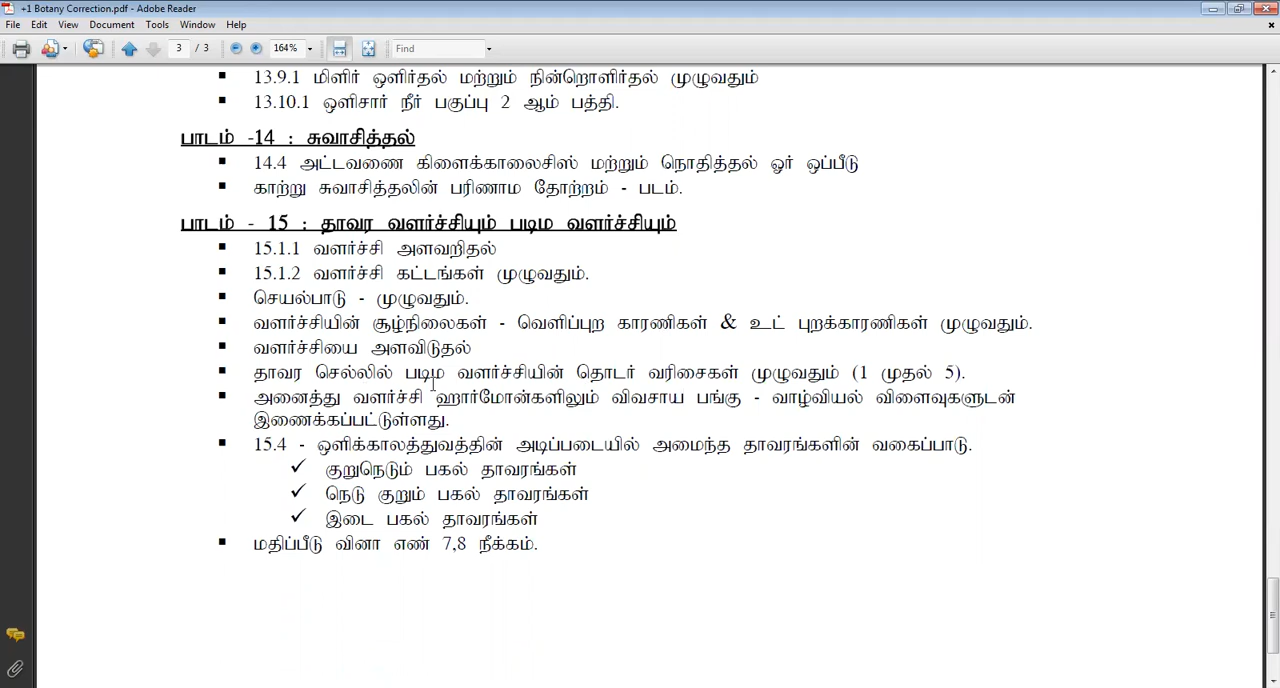 +1 Botany Correction.pdf - Adobe Reader
File Edit View Document Tools Window Help
3 / 3 164% Find
13.9.1 மிளிர் ஒளிர்தல் மற்றும் நின்றொளிர்தல் முழுவதும்
13.10.1 ஒளிசார் நீர் பகுப்பு 2 ஆம் பத்தி.
பாடம் -14 : சுவாசித்தல்
14.4 அட்டவணை கிளைக்காலைசிஸ் மற்றும் நொதித்தல் ஓர் ஒப்பீடு
காற்று சுவாசித்தலின் பரிணாம தோற்றம் - படம்.
பாடம் - 15 : தாவர வளர்ச்சியும் படிம வளர்ச்சியும்
15.1.1 வளர்ச்சி அளவறிதல்
15.1.2 வளர்ச்சி கட்டங்கள் முழுவதும்.
செயல்பாடு - முழுவதும்.
வளர்ச்சியின் சூழ்நிலைகள் - வெளிப்புற காரணிகள் & உட் புறக்காரணிகள் முழுவதும்.
வளர்ச்சியை அளவிடுதல்
தாவர செல்லில் படிம வளர்ச்சியின் தொடர் வரிசைகள் முழுவதும் (1 முதல் 5).
அனைத்து வளர்ச்சி ஹார்மோன்களிலும் விவசாய பங்கு - வாழ்வியல் விளைவுகளுடன்
இணைக்கப்பட்டுள்ளது.
15.4 - ஒளிக்காலத்துவத்தின் அடிப்படையில் அமைந்த தாவரங்களின் வகைப்பாடு.
குறுநெடும் பகல் தாவரங்கள்
நெடு குறும் பகல் தாவரங்கள்
இடை பகல் தாவரங்கள்
மதிப்பீடு வினா எண் 7,8 நீக்கம்.